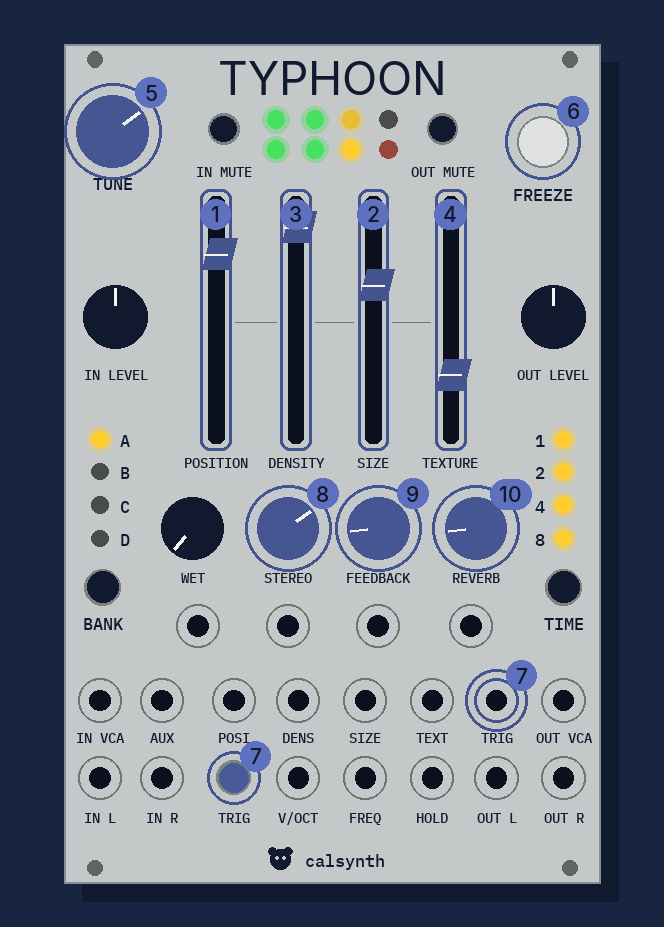 TYPHOON
5
6
IN MUTE OUT MUTE
TUNE
FREEZE
1 3 2 4
IN LEVEL OUT LEVEL
A 1
B 2
C 4
D 8
POSITION DENSITY SIZE TEXTURE
8 9 10
WET STEREO FEEDBACK REVERB
BANK TIME
7
IN VCA AUX POSI DENS SIZE TEXT TRIG OUT VCA
7
IN L IN R TRIG V/OCT FREQ HOLD OUT L OUT R
calsynth